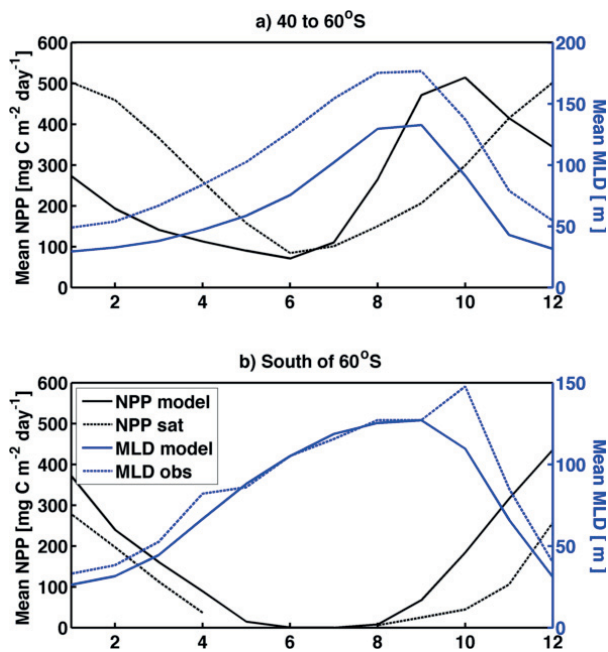 a) 40 to 60°S
600 200
500
400 150
300 100
200
100 50
0 0
2 4 6 8 10 12
Mean NPP [mg C m⁻² day⁻¹]
Mean MLD [ m ]
b) South of 60°S
600 150
500
400 100
300
200 50
100
0 0
2 4 6 8 10 12
Mean NPP [mg C m⁻² day⁻¹]
Mean MLD [ m ]
NPP model
NPP sat
MLD model
MLD obs